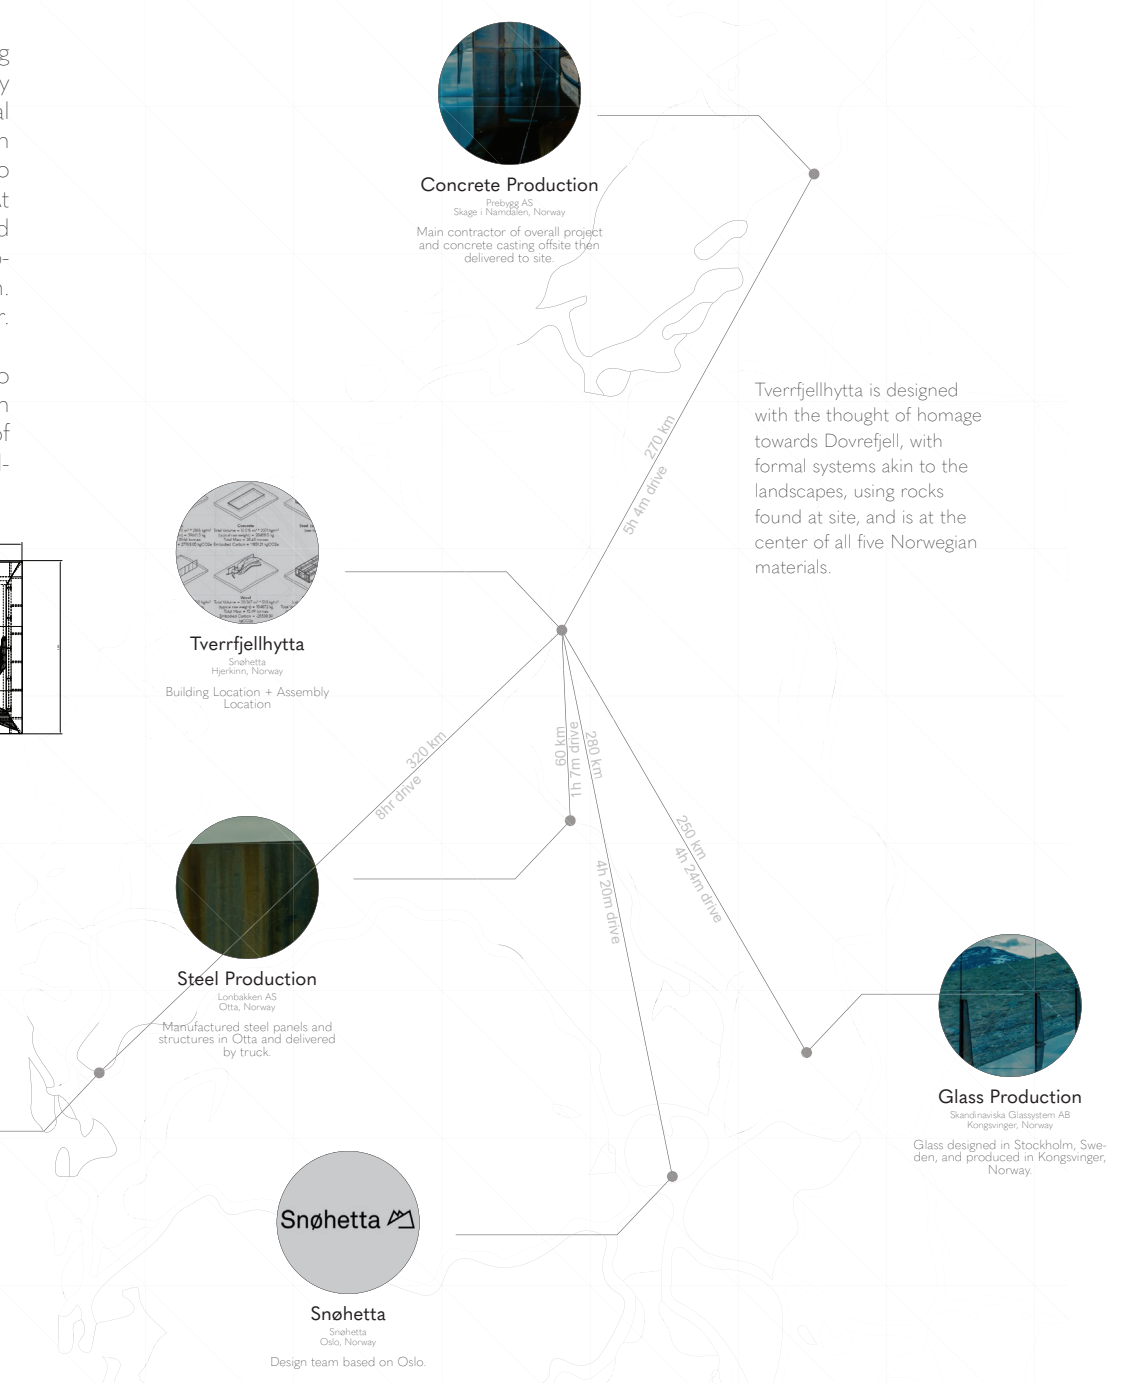 g
y
al
n
o
At
d
o-
n.
r.
o
n
of
l-
Concrete Production
Prebygg AS
Skage i Namdalen, Norway
Main contractor of overall project
and concrete casting offsite then
delivered to site.
270 km
5h 4m drive
Tverrfjellhytta is designed
with the thought of homage
towards Dovrefjell, with
formal systems akin to the
landscapes, using rocks
found at site, and is at the
center of all five Norwegian
materials.
Concrete
Wood
Tverrfjellhytta
Snøhetta
Hjerkinn, Norway
Building Location + Assembly
Location
320 km
8hr drive
60 km
1h 7m drive
280 km
4h 20m drive
250 km
4h 24m drive
Steel Production
Lonbakken AS
Otta, Norway
Manufactured steel panels and
structures in Otta and delivered
by truck.
Glass Production
Skandinaviska Glassystem AB
Kongsvinger, Norway
Glass designed in Stockholm, Swe-
den, and produced in Kongsvinger,
Norway.
Snøhetta
Snøhetta
Snøhetta
Oslo, Norway
Design team based on Oslo.